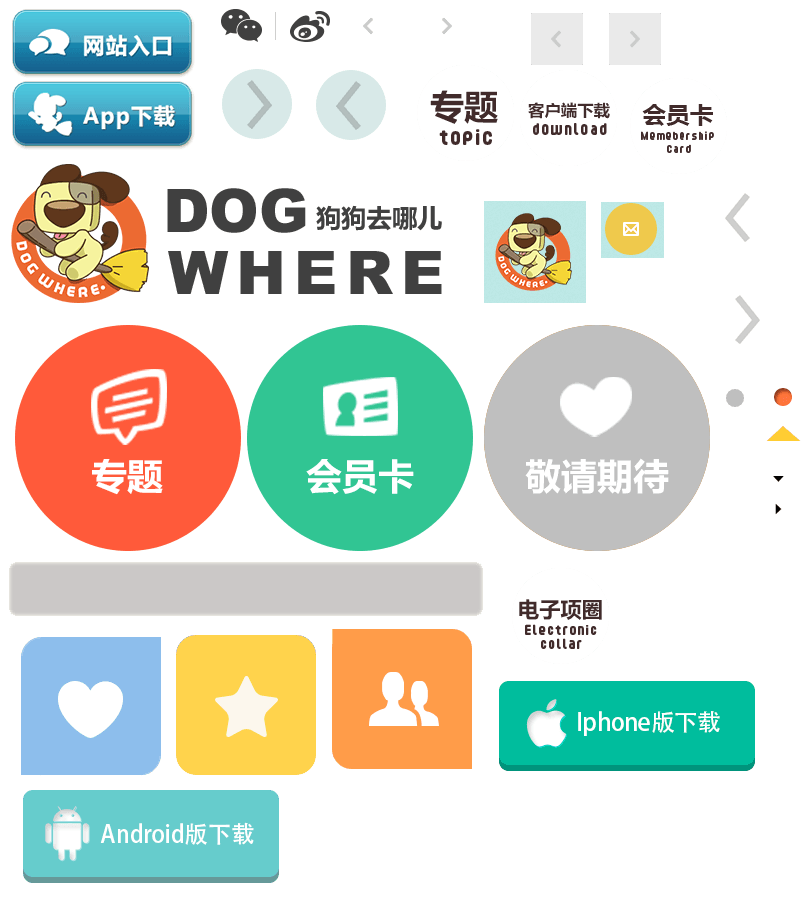 网站入口
App下载
专题
topic
客户端下载
download
会员卡
Memebership
Card
DOG WHERE·
DOG 狗狗去哪儿
WHERE
DOG WHERE·
专题
会员卡
敬请期待
电子项圈
Electronic
collar
Iphone版下载
Android版下载